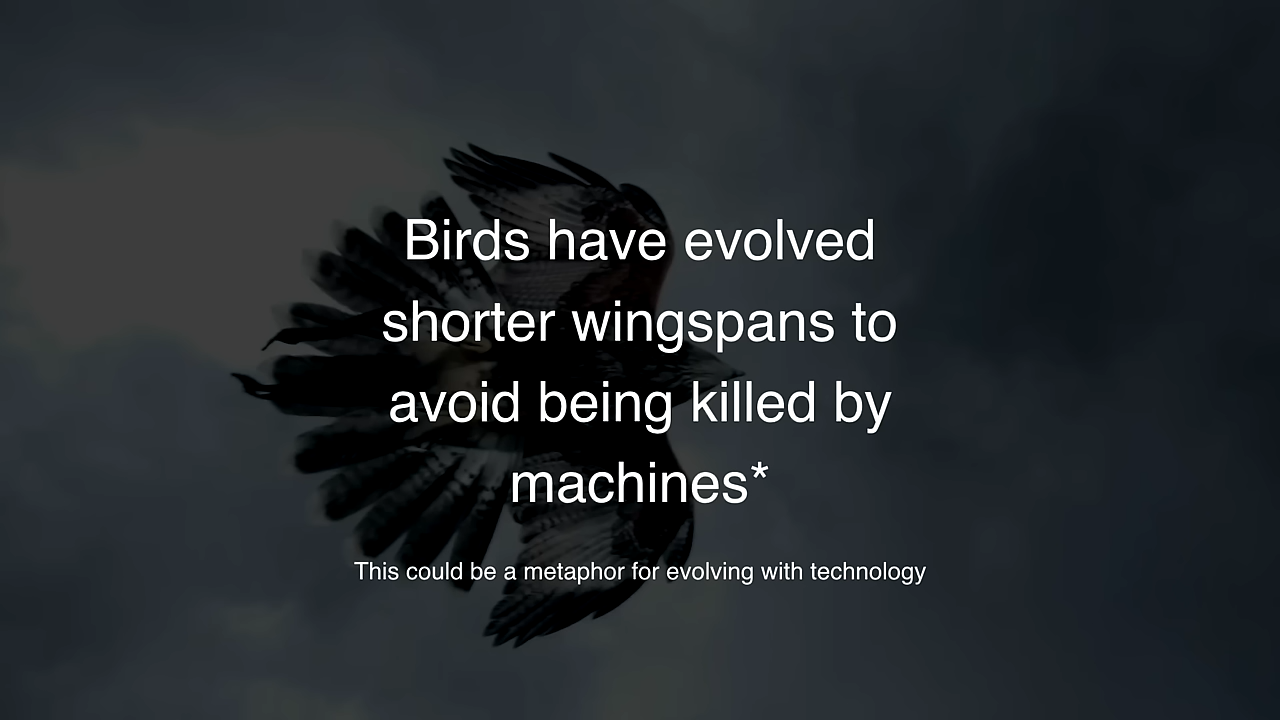 Birds have evolved
shorter wingspans to
avoid being killed by
machines*
This could be a metaphor for evolving with technology